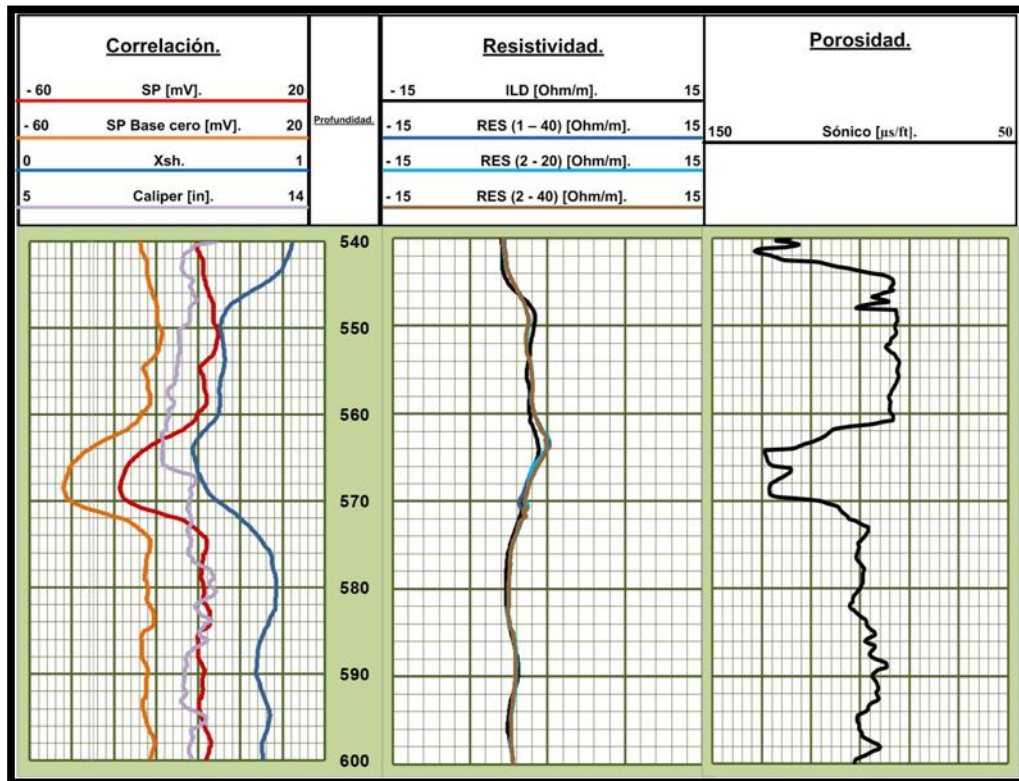 Correlación.
- 60 SP [mV]. 20
- 60 SP Base cero [mV]. 20
0 Xsh. 1
5 Caliper [in]. 14
Profundidad.
Resistividad.
- 15 ILD [Ohm/m]. 15
- 15 RES (1 – 40) [Ohm/m]. 15
- 15 RES (2 - 20) [Ohm/m]. 15
- 15 RES (2 - 40) [Ohm/m]. 15
Porosidad.
150 Sónico [µs/ft]. 50
540
550
560
570
580
590
600